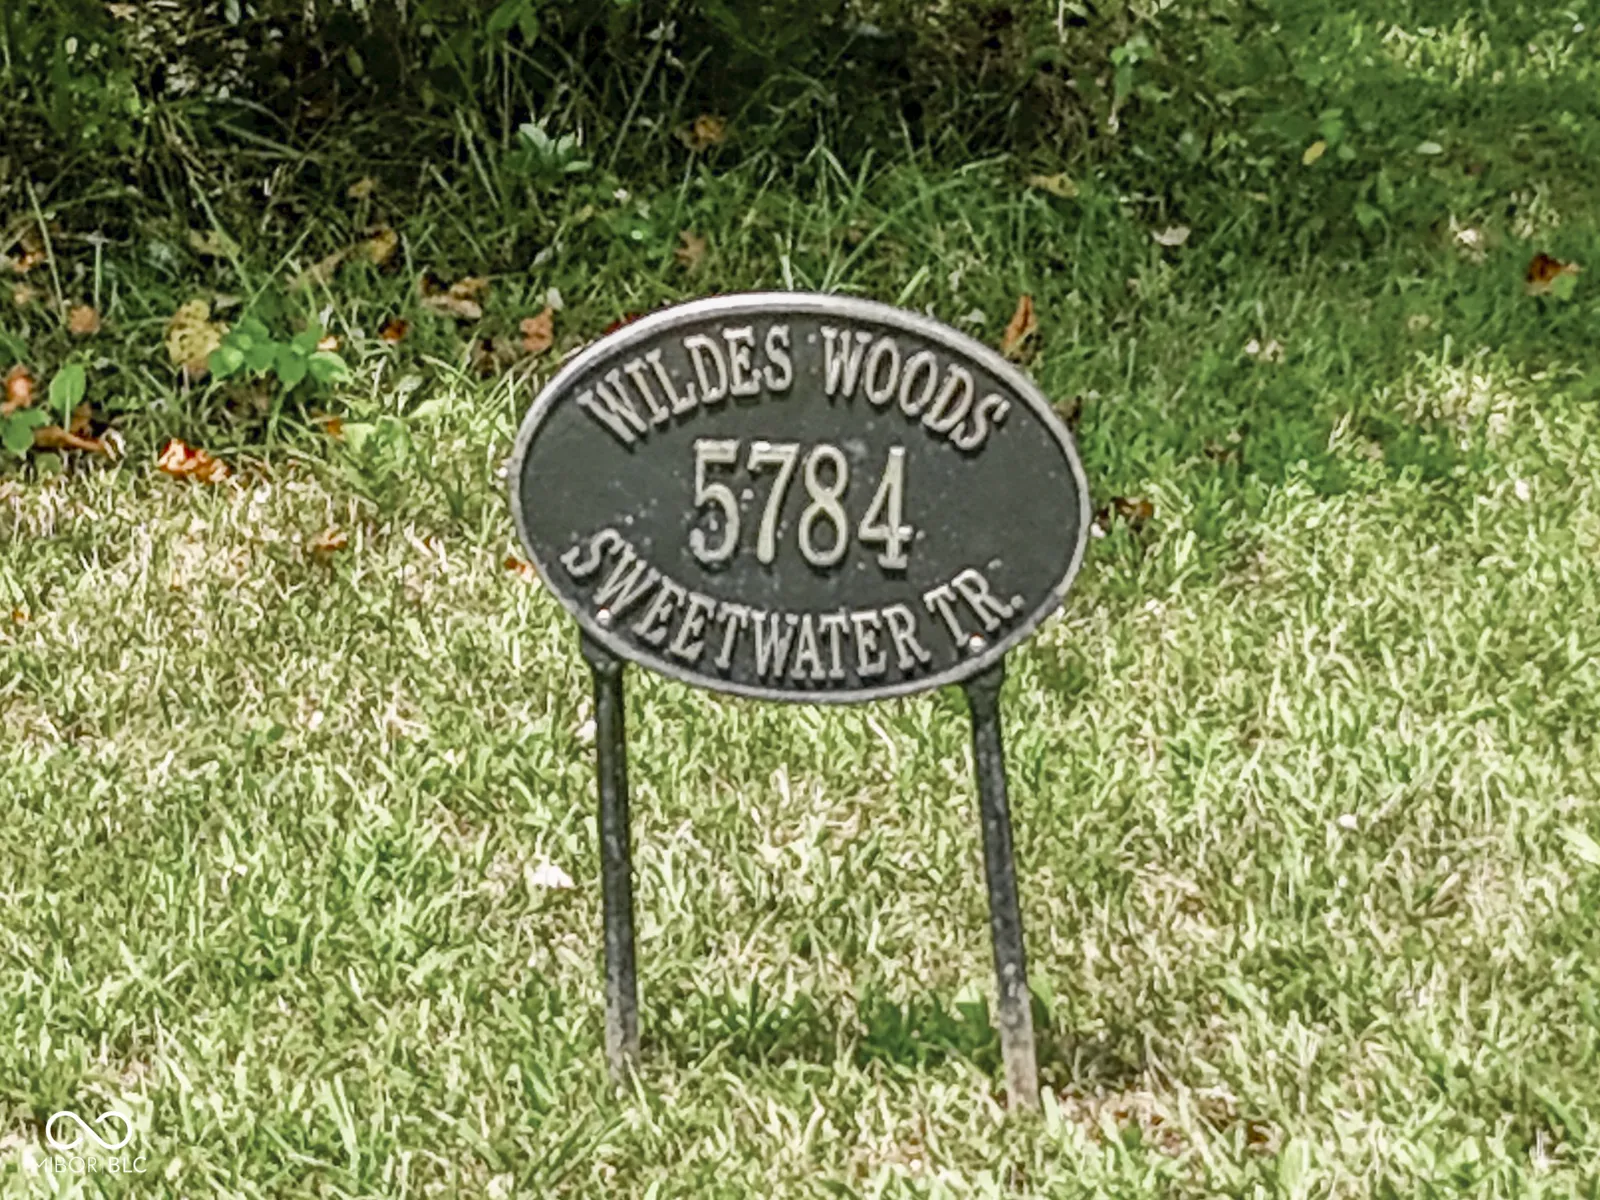 WILDES WOODS
5784
SWEETWATER TR.
MIBOR BLC